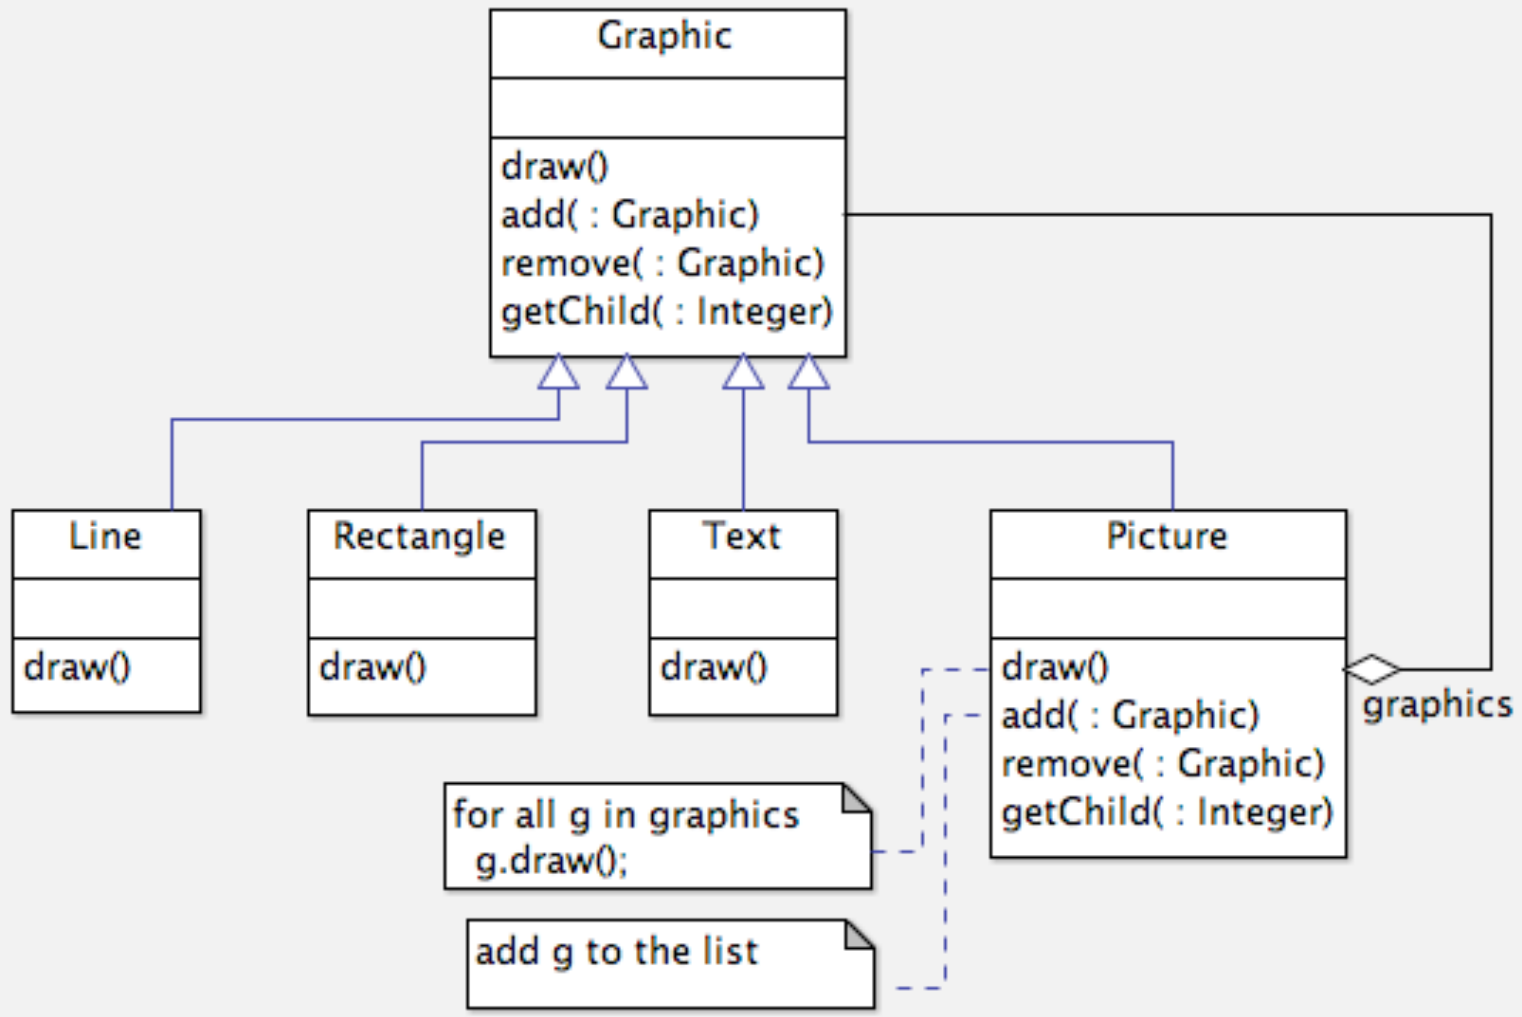 Graphic
draw()
add( : Graphic)
remove( : Graphic)
getChild( : Integer)
Line
draw()
Rectangle
draw()
Text
draw()
Picture
draw()
add( : Graphic)
remove( : Graphic)
getChild( : Integer)
graphics
for all g in graphics
g.draw();
add g to the list